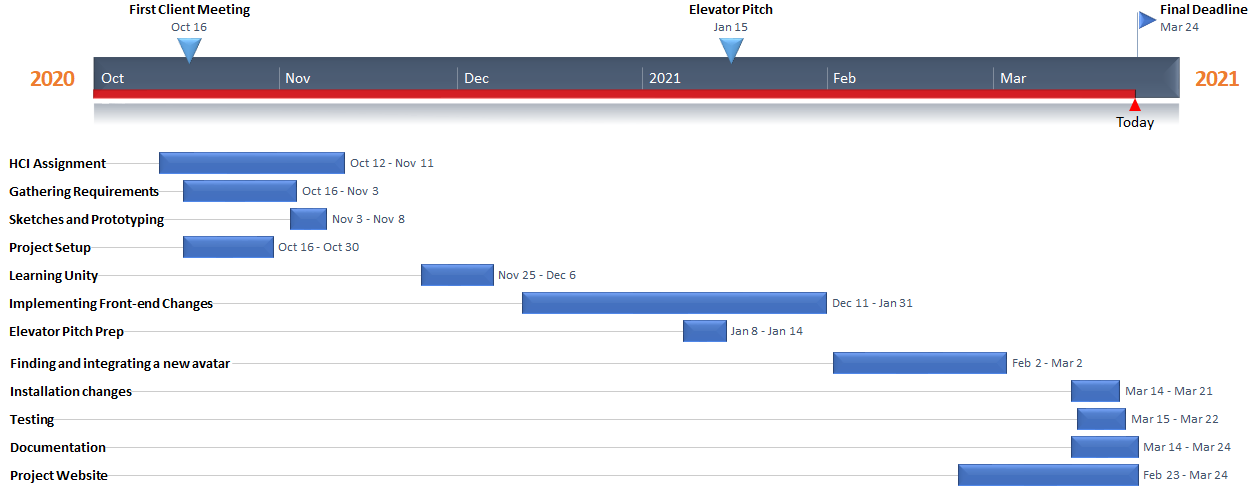 First Client Meeting
Oct 16
Elevator Pitch
Jan 15
Final Deadline
Mar 24
2020
Oct
Nov
Dec
2021
Feb
Mar
2021
Today
HCI Assignment
Oct 12 - Nov 11
Gathering Requirements
Oct 16 - Nov 3
Sketches and Prototyping
Nov 3 - Nov 8
Project Setup
Oct 16 - Oct 30
Learning Unity
Nov 25 - Dec 6
Implementing Front-end Changes
Dec 11 - Jan 31
Elevator Pitch Prep
Jan 8 - Jan 14
Finding and integrating a new avatar
Feb 2 - Mar 2
Installation changes
Mar 14 - Mar 21
Testing
Mar 15 - Mar 22
Documentation
Mar 14 - Mar 24
Project Website
Feb 23 - Mar 24